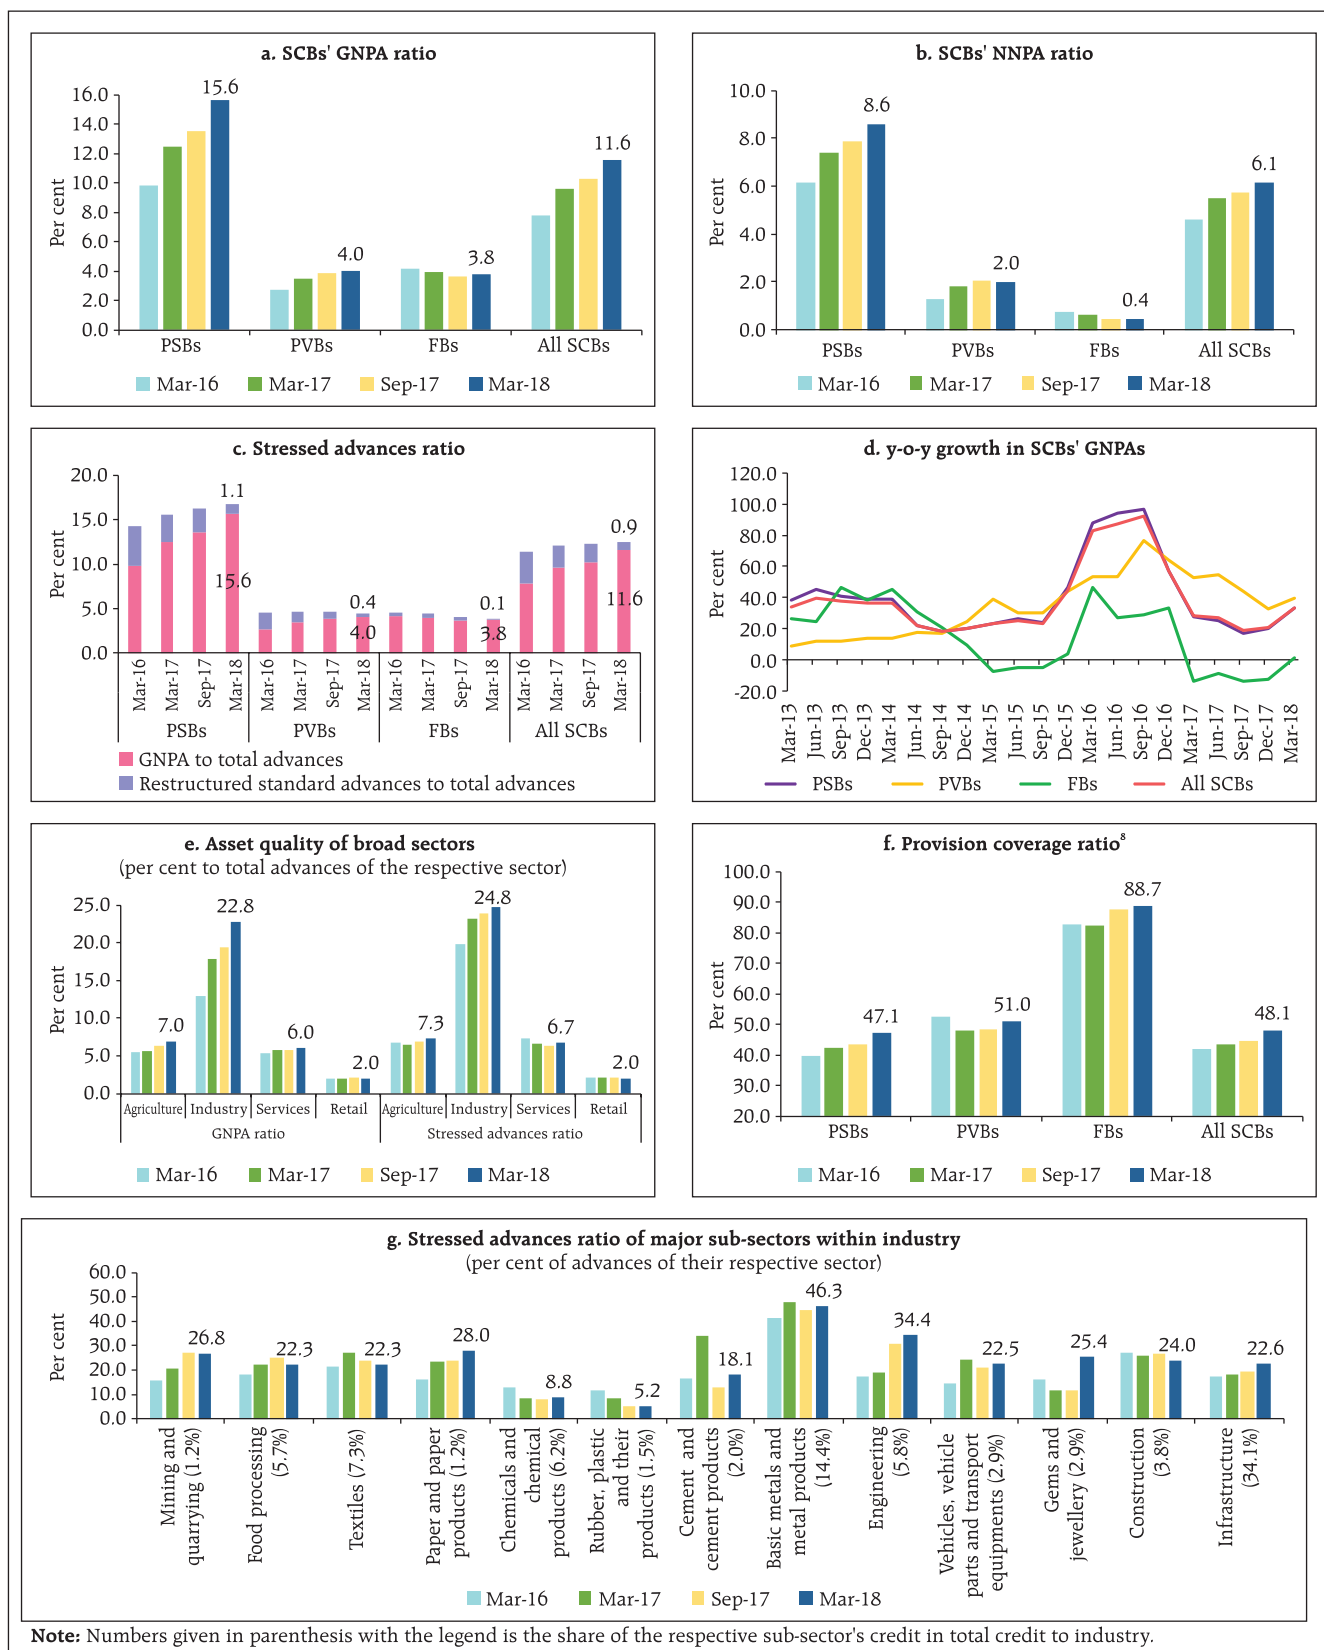 a. SCBs' GNPA ratio
15.6
16.0
14.0
12.0
10.0
8.0
6.0
4.0
2.0
0.0
Per cent
4.0
3.8
11.6
PSBs PVBs FBs All SCBs
Mar-16 Mar-17 Sep-17 Mar-18
b. SCBs' NNPA ratio
10.0
8.0
6.0
4.0
2.0
0.0
Per cent
8.6
2.0
0.4
6.1
PSBs PVBs FBs All SCBs
Mar-16 Mar-17 Sep-17 Mar-18
c. Stressed advances ratio
20.0
15.0
10.0
5.0
0.0
Per cent
1.1
15.6
0.4
4.0
0.1
3.8
0.9
11.6
Mar-16 Mar-17 Sep-17 Mar-18 Mar-16 Mar-17 Sep-17 Mar-18 Mar-16 Mar-17 Sep-17 Mar-18 Mar-16 Mar-17 Sep-17 Mar-18
PSBs PVBs FBs All SCBs
GNPA to total advances
Restructured standard advances to total advances
d. y-o-y growth in SCBs' GNPAs
120.0
100.0
80.0
60.0
40.0
20.0
0.0
-20.0
Per cent
Mar-13 Jun-13 Sep-13 Dec-13 Mar-14 Jun-14 Sep-14 Dec-14 Mar-15 Jun-15 Sep-15 Dec-15 Mar-16 Jun-16 Sep-16 Dec-16 Mar-17 Jun-17 Sep-17 Dec-17 Mar-18
PSBs PVBs FBs All SCBs
e. Asset quality of broad sectors
(per cent to total advances of the respective sector)
25.0
20.0
15.0
10.0
5.0
0.0
Per cent
7.0
22.8
6.0
2.0
7.3
24.8
6.7
2.0
Agriculture Industry Services Retail Agriculture Industry Services Retail
GNPA ratio Stressed advances ratio
Mar-16 Mar-17 Sep-17 Mar-18
f. Provision coverage ratio⁸
100.0
90.0
80.0
70.0
60.0
50.0
40.0
30.0
20.0
Per cent
47.1
51.0
88.7
48.1
PSBs PVBs FBs All SCBs
Mar-16 Mar-17 Sep-17 Mar-18
g. Stressed advances ratio of major sub-sectors within industry
(per cent of advances of their respective sector)
60.0
50.0
40.0
30.0
20.0
10.0
0.0
Per cent
26.8
22.3
22.3
28.0
8.8
5.2
18.1
46.3
34.4
22.5
25.4
24.0
22.6
Mining and
quarrying (1.2%)
Food processing
(5.7%)
Textiles (7.3%)
Paper and paper
products (1.2%)
Chemicals and
chemical
products (6.2%)
Rubber, plastic
and their
products (1.5%)
Cement and
cement products
(2.0%)
Basic metals and
metal products
(14.4%)
Engineering
(5.8%)
Vehicles, vehicle
parts and transport
equipments (2.9%)
Gems and
jewellery (2.9%)
Construction
(3.8%)
Infrastructure
(34.1%)
Mar-16 Mar-17 Sep-17 Mar-18
Note: Numbers given in parenthesis with the legend is the share of the respective sub-sector's credit in total credit to industry.